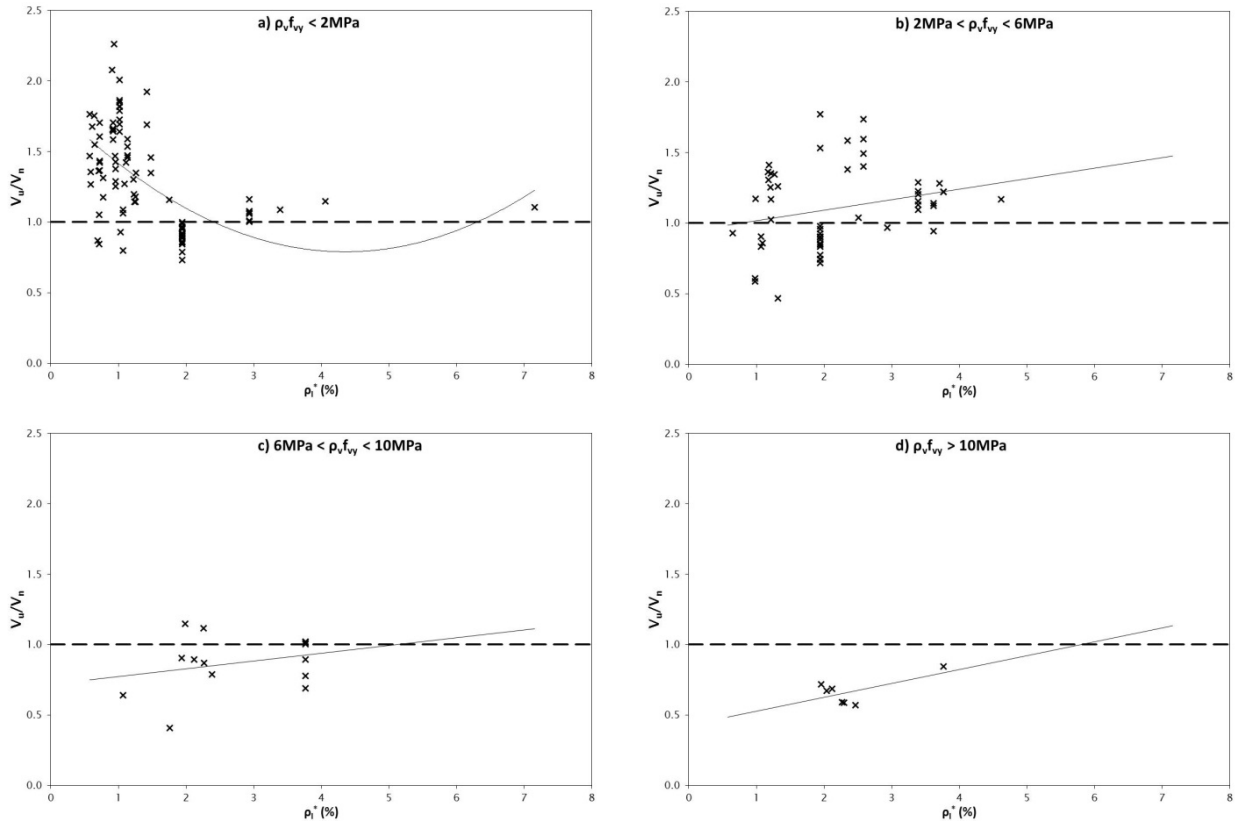 a) ρvfvy < 2MPa
2.5
2.0
1.5
1.0
0.5
0.0
Vu/Vn
0 1 2 3 4 5 6 7 8
ρl* (%)
b) 2MPa < ρvfvy < 6MPa
2.5
2.0
1.5
1.0
0.5
0.0
Vu/Vn
0 1 2 3 4 5 6 7 8
ρl* (%)
c) 6MPa < ρvfvy < 10MPa
2.5
2.0
1.5
1.0
0.5
0.0
Vu/Vn
0 1 2 3 4 5 6 7 8
ρl* (%)
d) ρvfvy > 10MPa
2.5
2.0
1.5
1.0
0.5
0.0
Vu/Vn
0 1 2 3 4 5 6 7 8
ρl* (%)